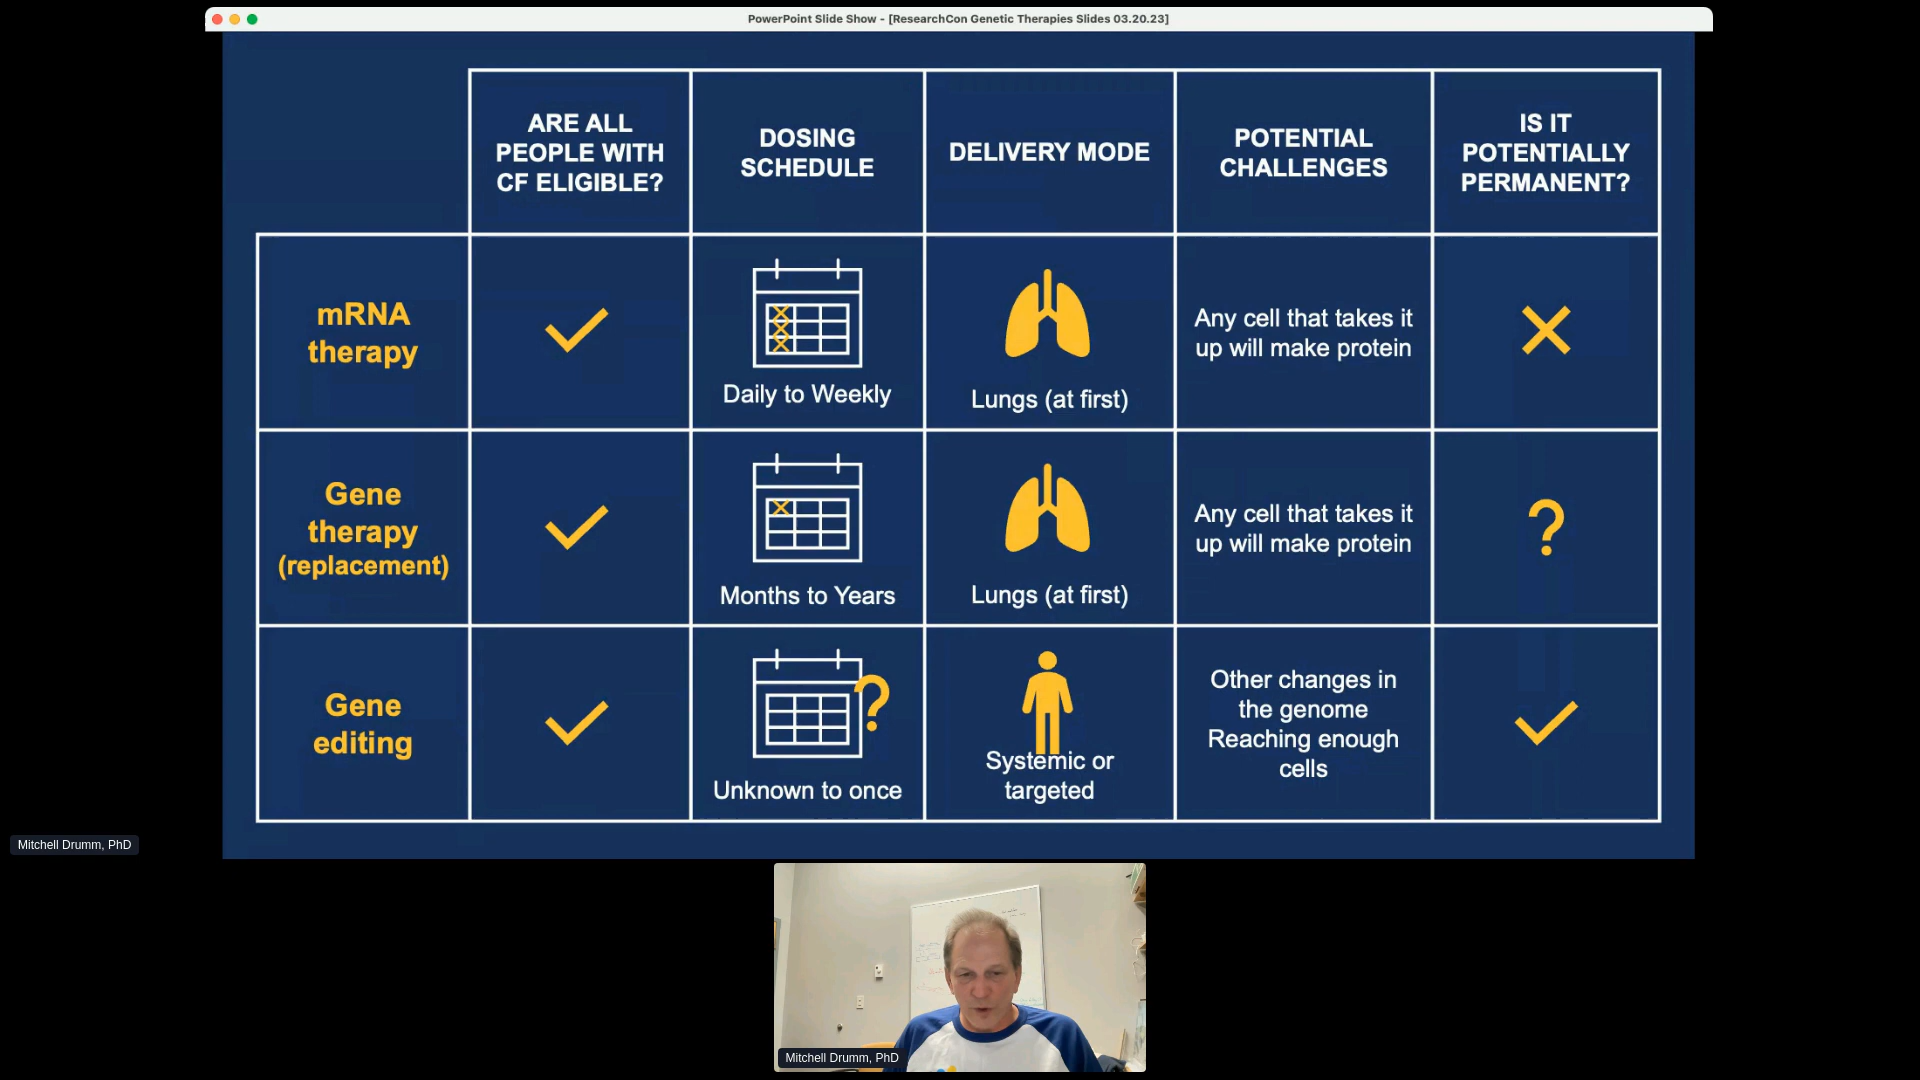 PowerPoint Slide Show - [ResearchCon Genetic Therapies Slides 03.20.23]
ARE ALL
PEOPLE WITH
CF ELIGIBLE?
DOSING
SCHEDULE
DELIVERY MODE
POTENTIAL
CHALLENGES
IS IT
POTENTIALLY
PERMANENT?
mRNA
therapy
Daily to Weekly
Lungs (at first)
Any cell that takes it
up will make protein
Gene
therapy
(replacement)
Months to Years
Lungs (at first)
Any cell that takes it
up will make protein
?
Gene
editing
?
Unknown to once
Systemic or
targeted
Other changes in
the genome
Reaching enough
cells
Mitchell Drumm, PhD
Mitchell Drumm, PhD